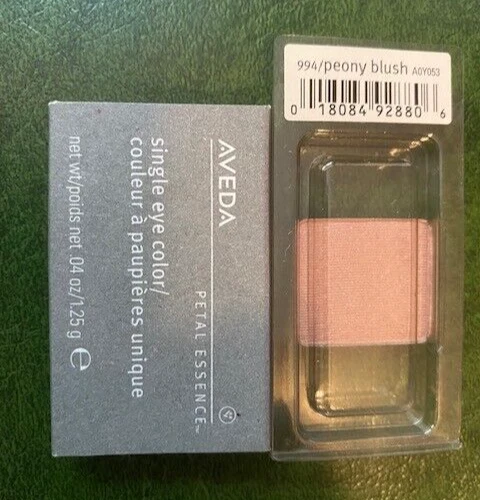 AVEDA
PETAL ESSENCE™
single eye color/
couleur à paupières unique
net wt/poids net .04 oz/1.25 g ℮
994/peony blush A0Y053
0 18084 92880 6